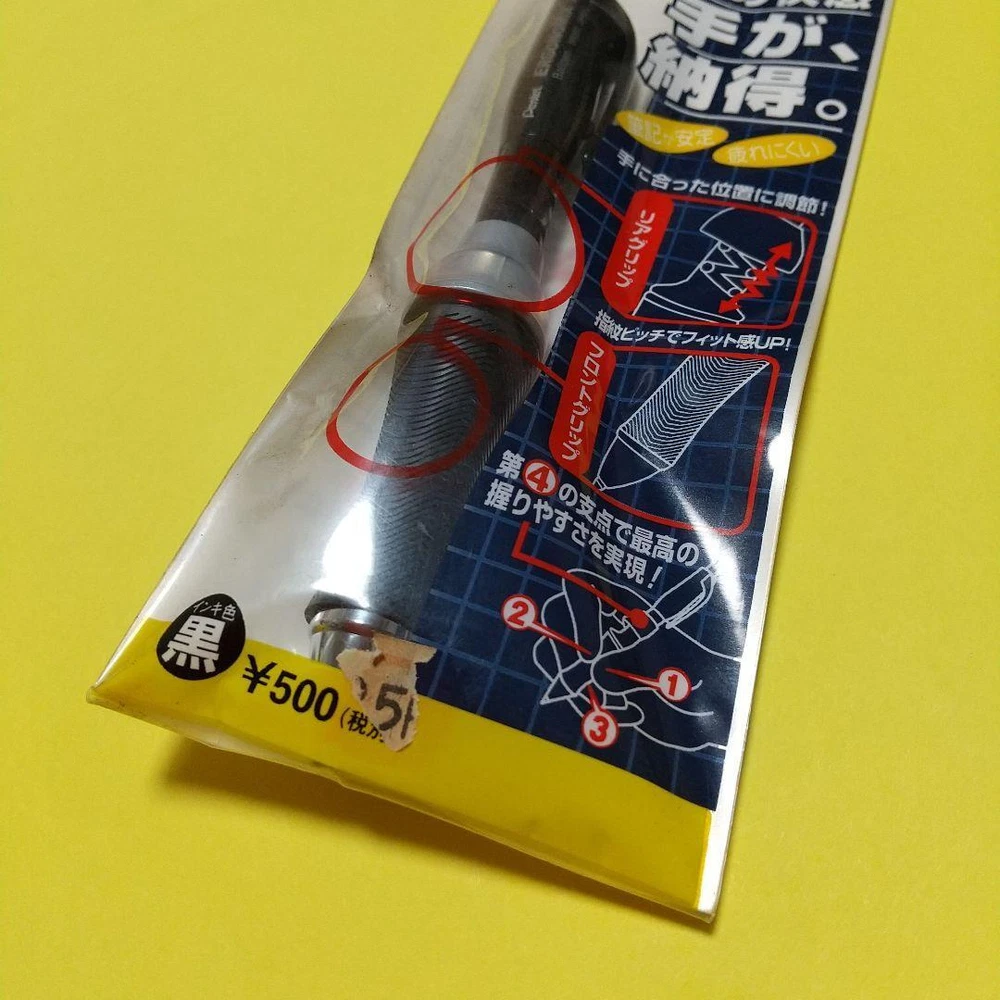 手が、
納得。
筆記が安定
疲れにくい
手に合った位置に調節!
リアグリップ
指紋ピッチでフィット感UP!
フロントグリップ
第4の支点で最高の
握りやすさを実現!
2
1
3
インキ色
黒
¥500
Pentel